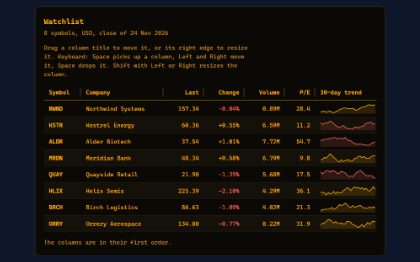 Watchlist
8 symbols, USD, close of 24 Nov 2026
Drag a column title to move it, or its right edge to resize
it. Keyboard: Space picks up a column, Left and Right move
it, Space drops it. Shift with Left or Right resizes the
column.
Symbol Company Last Change Volume P/E 30-day trend
NWND Northwind Systems 157.34 -0.84% 0.89M 28.4
KSTR Kestrel Energy 60.36 +0.55% 6.59M 11.2
ALDR Alder Biotech 37.54 +1.01% 7.72M 54.7
MRDN Meridian Bank 48.34 +0.58% 6.79M 9.8
QUAY Quayside Retail 21.90 -1.39% 5.68M 17.5
HLIX Helix Semis 225.39 -2.10% 4.29M 36.1
BRCH Birch Logistics 86.63 -1.09% 4.02M 21.3
ORRY Orrery Aerospace 134.80 -0.77% 0.22M 31.9
The columns are in their first order.